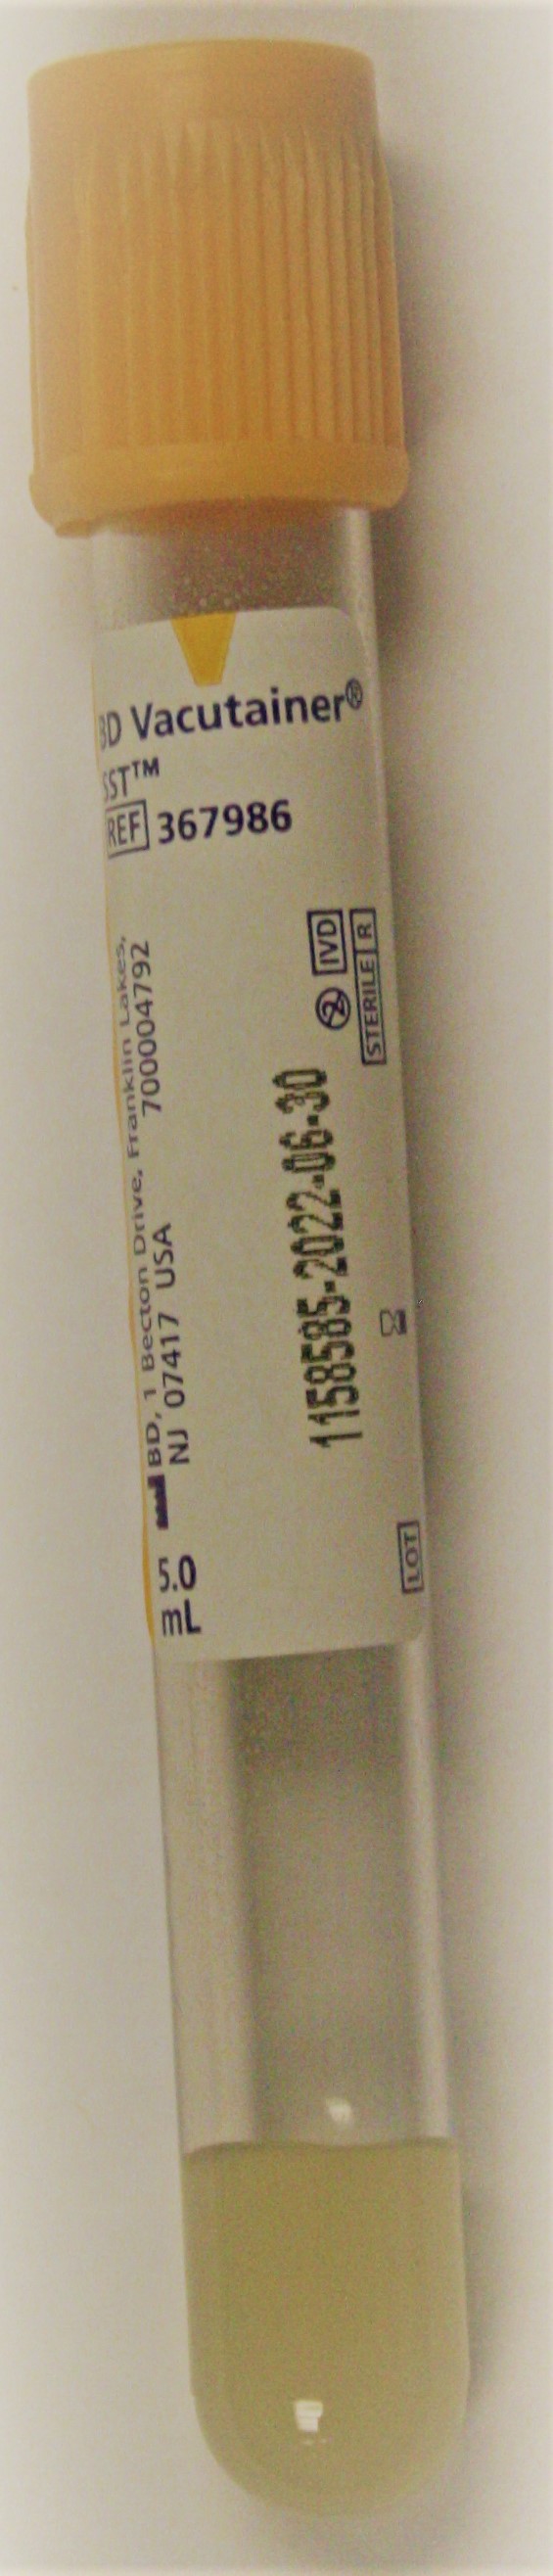 BD Vacutainer®
SST™
REF 367986
IVD
STERILE R
BD, 1 Becton Drive, Franklin Lakes,
NJ 07417 USA 700004792
1158585-2022-06-30
5.0
mL
LOT